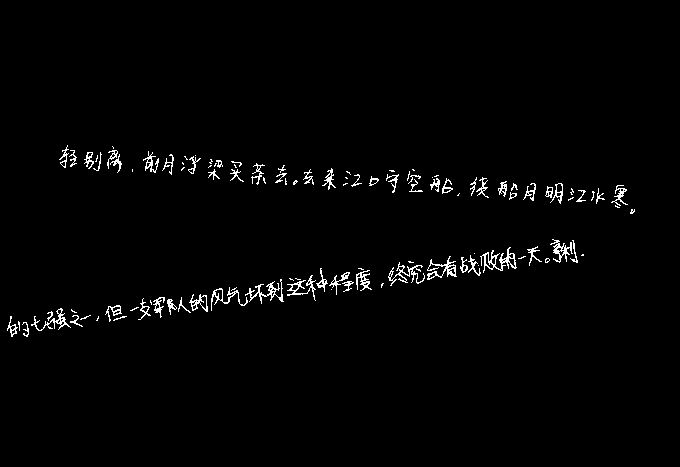 轻别离，前月浮梁买茶去。去来江口守空船，绕船月明江水寒。
的七强之一，但一支军队人的风气坏到这种程度，终究会有战败的一天。